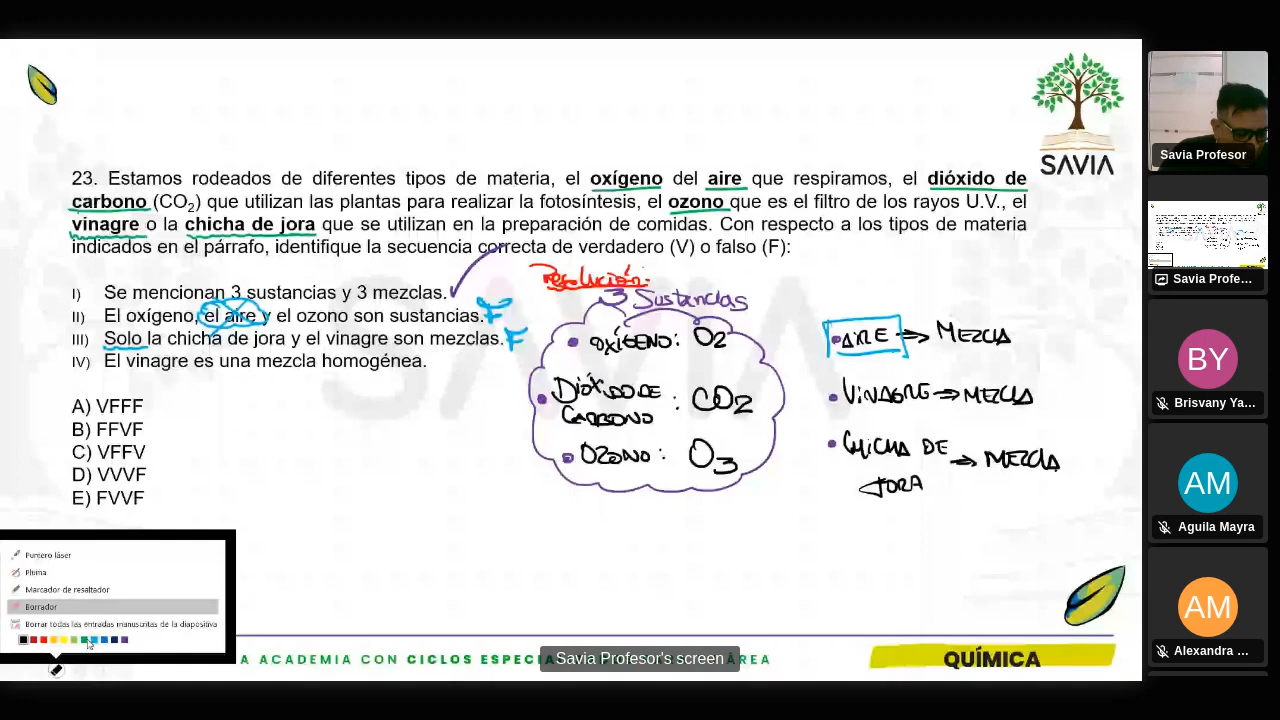 SAVIA
23. Estamos rodeados de diferentes tipos de materia, el oxígeno del aire que respiramos, el dióxido de
carbono (CO2) que utilizan las plantas para realizar la fotosíntesis, el ozono que es el filtro de los rayos U.V., el
vinagre o la chicha de jora que se utilizan en la preparación de comidas. Con respecto a los tipos de materia
indicados en el párrafo, identifique la secuencia correcta de verdadero (V) o falso (F):
I) Se mencionan 3 sustancias y 3 mezclas.
II) El oxígeno, el aire y el ozono son sustancias. F
III) Solo la chicha de jora y el vinagre son mezclas. F
IV) El vinagre es una mezcla homogénea.
A) VFFF
B) FFVF
C) VFFV
D) VVVF
E) FVVF
Resolución:
3 Sustancias
OXÍGENO: O2
DIÓXIDO DE
CARBONO : CO2
OZONO: O3
AIRE → MEZCLA
VINAGRE → MEZCLA
CHICHA DE → MEZCLA
JORA
SAVIA
Puntero láser
Pluma
Marcador de resaltador
Borrador
Borrar todas las entradas manuscritas de la diapositiva
A ACADEMIA CON CICLOS ESPECIA
ÁREA
Savia Profesor's screen
QUÍMICA
Savia Profesor
Savia Profe...
BY
Brisvany Ya...
AM
Aguila Mayra
AM
Alexandra ...